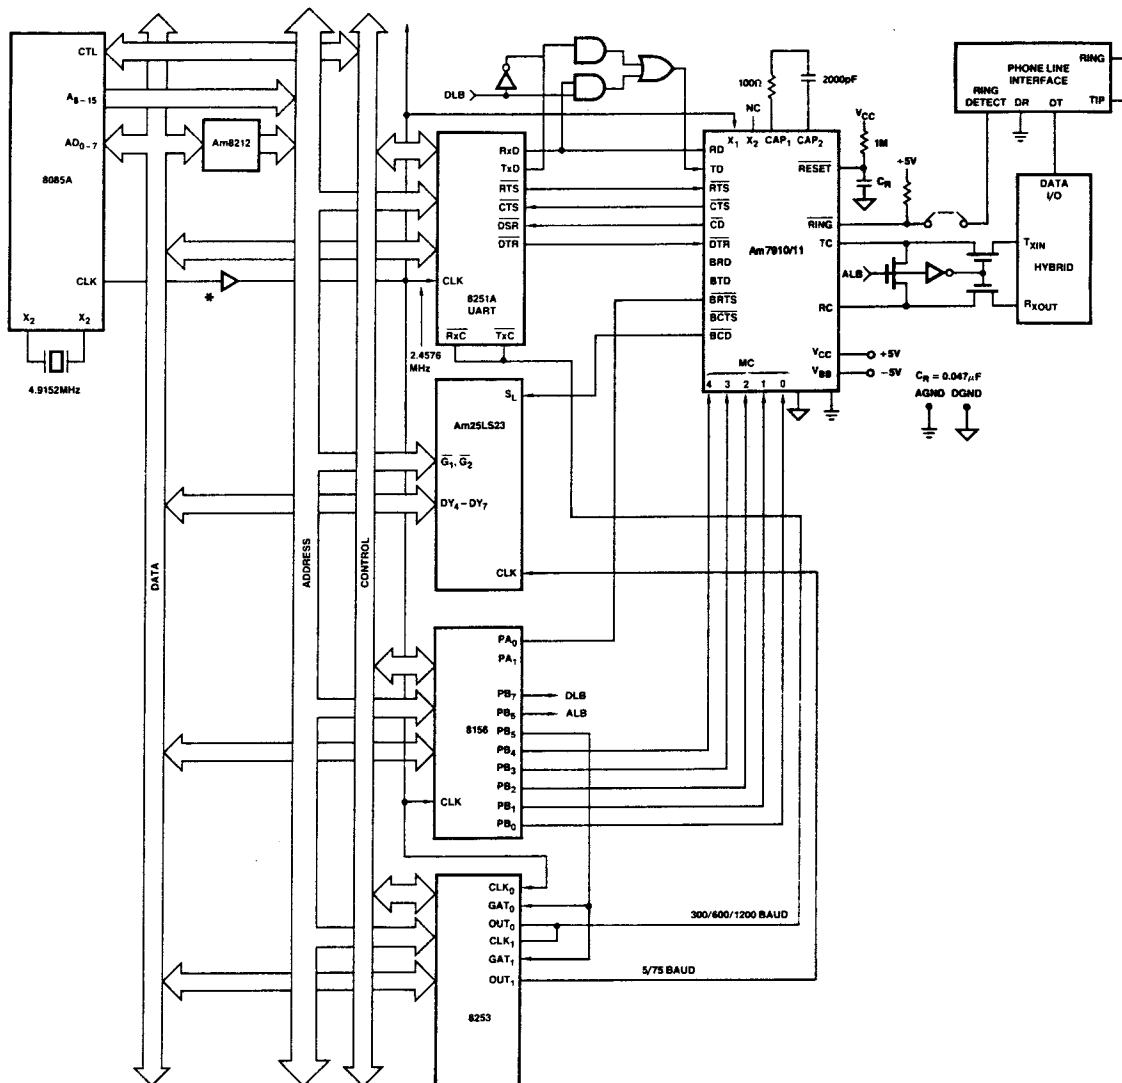 CTL
A8-15
AD0-7
8085A
CLK
X2 X2
4.9152MHz
Am8212
*
DATA
ADDRESS
CONTROL
DLB
RxD
TxD
RTS
CTS
DSR
DTR
CLK
8251A
UART
RxC TxC
2.4576
MHz
SL
Am25LS23
G1, G2
DY4-DY7
CLK
PA0
PA1
PB7
DLB
PB6
ALB
PB5
8156
PB4
PB3
PB2
CLK
PB1
PB0
CLK0
GAT0
OUT0
CLK1
GAT1
OUT1
8253
300/600/1200 BAUD
5/75 BAUD
100Ω
2000pF
NC
X1 X2 CAP1 CAP2
RD
TD
RTS
CTS
CD
DTR
BRD
BTD
BRTS
BCTS
BCD
Am7910/11
RESET
RING
TC
RC
VCC
+5V
VBB
-5V
MC
4 3 2 1 0
VCC
1M
CR
+5V
ALB
CR = 0.047μF
AGND DGND
RING
PHONE LINE
INTERFACE
RING
DETECT DR DT
TIP
DATA
I/O
TXIN
HYBRID
RXOUT